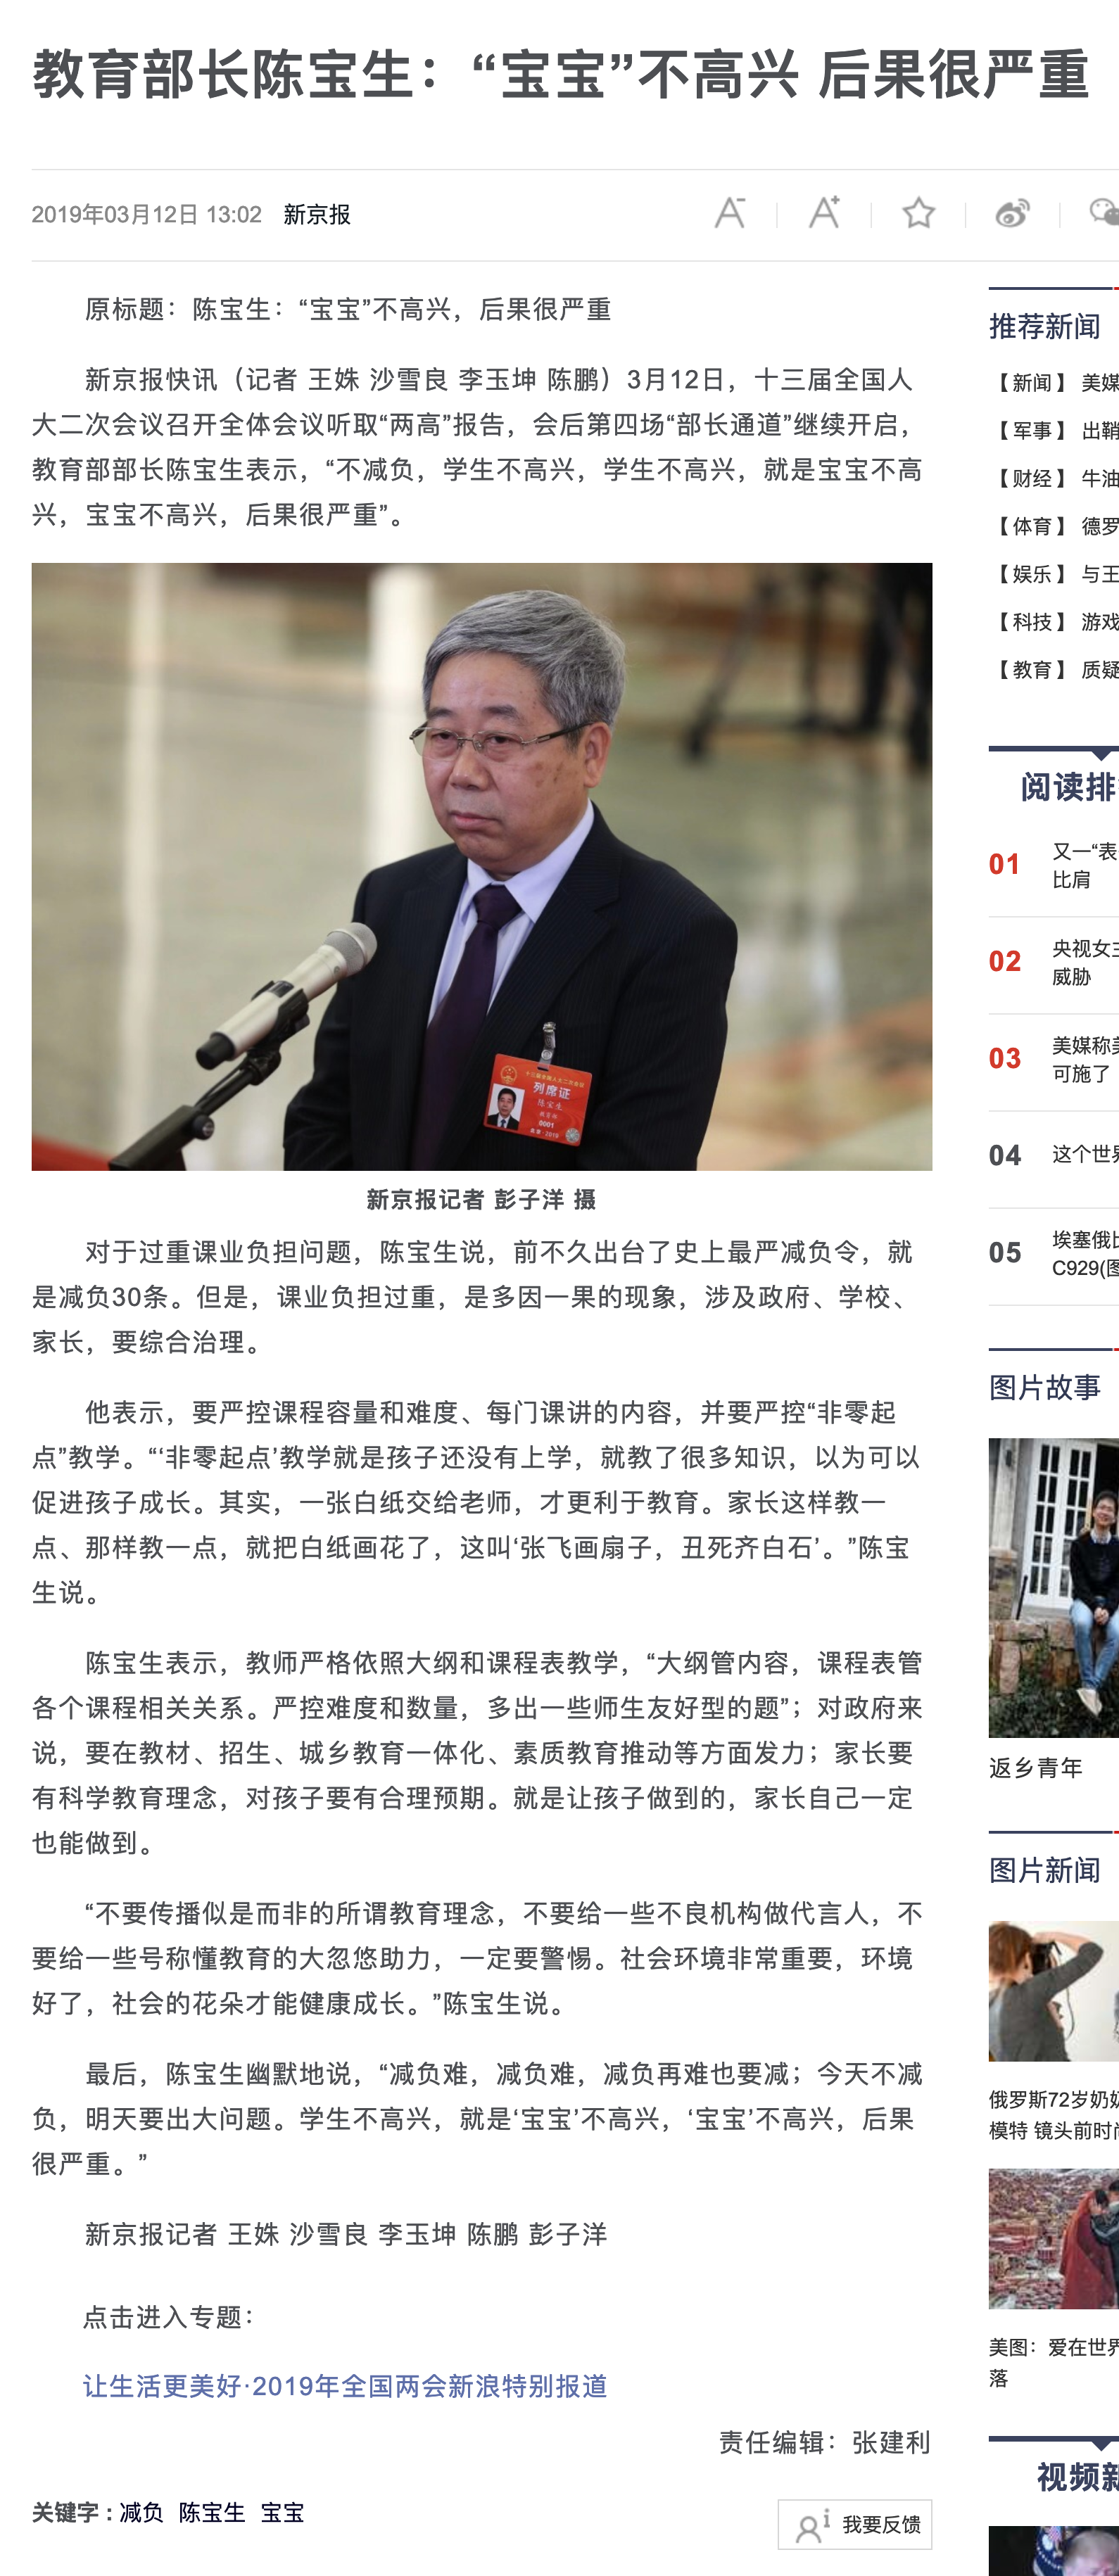 教育部长陈宝生：“宝宝”不高兴 后果很严重
2019年03月12日 13:02 新京报
原标题：陈宝生：“宝宝”不高兴，后果很严重
新京报快讯（记者 王姝 沙雪良 李玉坤 陈鹏）3月12日，十三届全国人
大二次会议召开全体会议听取“两高”报告，会后第四场“部长通道”继续开启，
教育部部长陈宝生表示，“不减负，学生不高兴，学生不高兴，就是宝宝不高
兴，宝宝不高兴，后果很严重”。
十三届全国人大二次会议
列席证
陈宝生
教育部
0001
北京·2019
新京报记者 彭子洋 摄
对于过重课业负担问题，陈宝生说，前不久出台了史上最严减负令，就
是减负30条。但是，课业负担过重，是多因一果的现象，涉及政府、学校、
家长，要综合治理。
他表示，要严控课程容量和难度、每门课讲的内容，并要严控“非零起
点”教学。“‘非零起点’教学就是孩子还没有上学，就教了很多知识，以为可以
促进孩子成长。其实，一张白纸交给老师，才更利于教育。家长这样教一
点、那样教一点，就把白纸画花了，这叫‘张飞画扇子，丑死齐白石’。”陈宝
生说。
陈宝生表示，教师严格依照大纲和课程表教学，“大纲管内容，课程表管
各个课程相关关系。严控难度和数量，多出一些师生友好型的题”；对政府来
说，要在教材、招生、城乡教育一体化、素质教育推动等方面发力；家长要
有科学教育理念，对孩子要有合理预期。就是让孩子做到的，家长自己一定
也能做到。
“不要传播似是而非的所谓教育理念，不要给一些不良机构做代言人，不
要给一些号称懂教育的大忽悠助力，一定要警惕。社会环境非常重要，环境
好了，社会的花朵才能健康成长。”陈宝生说。
最后，陈宝生幽默地说，“减负难，减负难，减负再难也要减；今天不减
负，明天要出大问题。学生不高兴，就是‘宝宝’不高兴，‘宝宝’不高兴，后果
很严重。”
新京报记者 王姝 沙雪良 李玉坤 陈鹏 彭子洋
点击进入专题：
让生活更美好·2019年全国两会新浪特别报道
责任编辑：张建利
关键字 : 减负 陈宝生 宝宝
我要反馈
推荐新闻
【新闻】 美媒
【军事】 出鞘
【财经】 牛油
【体育】 德罗
【娱乐】 与王
【科技】 游戏
【教育】 质疑
阅读排
01 又一“表
比肩
02 央视女主
威胁
03 美媒称美
可施了
04 这个世界
05 埃塞俄比
C929(图
图片故事
返乡青年
图片新闻
俄罗斯72岁奶奶
模特 镜头前时尚
美图：爱在世界
落
视频新